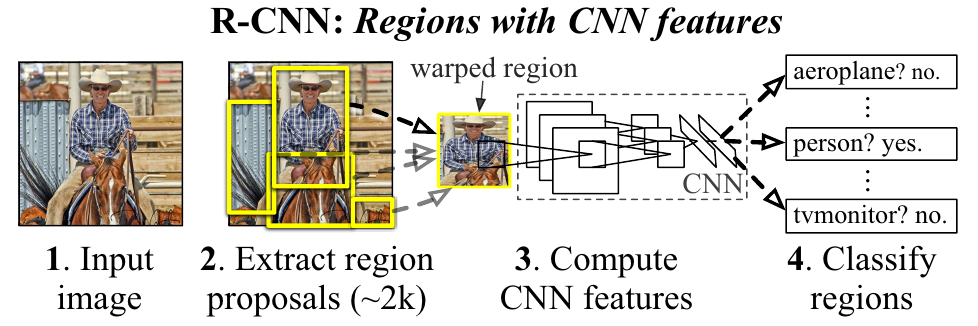 R-CNN: Regions with CNN features
warped region
aeroplane? no.
person? yes.
CNN
tvmonitor? no.
1. Input image
2. Extract region proposals (~2k)
3. Compute CNN features
4. Classify regions